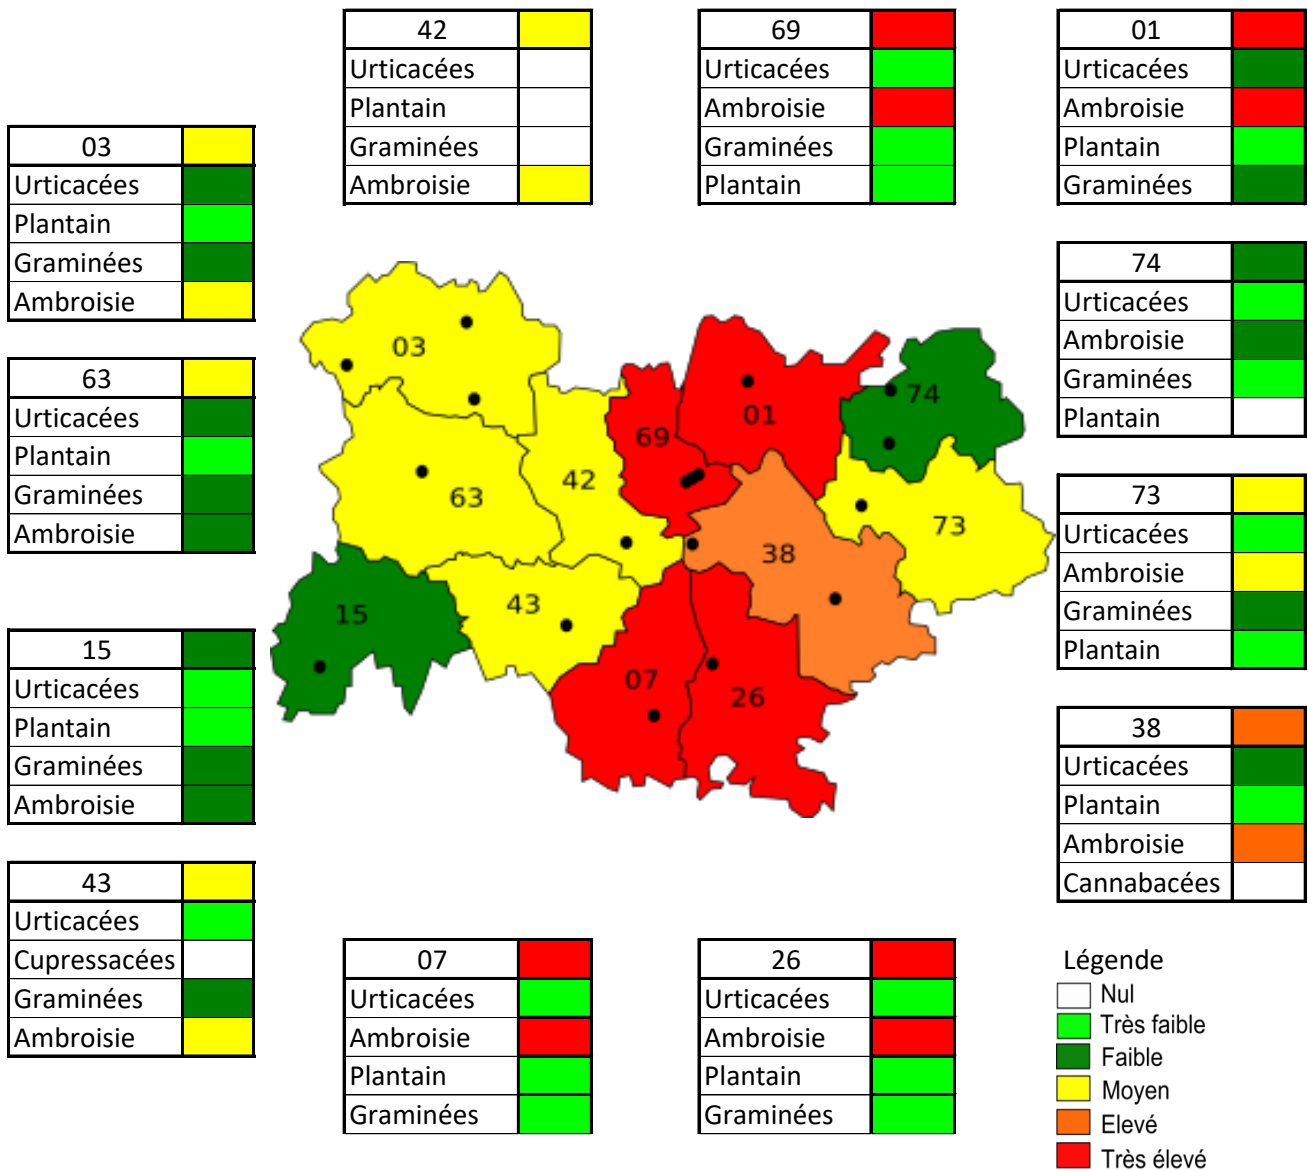 42
Urticacées
Plantain
Graminées
Ambroisie
69
Urticacées
Ambroisie
Graminées
Plantain
01
Urticacées
Ambroisie
Plantain
Graminées
03
Urticacées
Plantain
Graminées
Ambroisie
74
Urticacées
Ambroisie
Graminées
Plantain
63
Urticacées
Plantain
Graminées
Ambroisie
73
Urticacées
Ambroisie
Graminées
Plantain
15
Urticacées
Plantain
Graminées
Ambroisie
38
Urticacées
Plantain
Ambroisie
Cannabacées
43
Urticacées
Cupressacées
Graminées
Ambroisie
07
Urticacées
Ambroisie
Plantain
Graminées
26
Urticacées
Ambroisie
Plantain
Graminées
03
63
42
69
01
74
73
38
15
43
07
26
Légende
Nul
Très faible
Faible
Moyen
Elevé
Très élevé